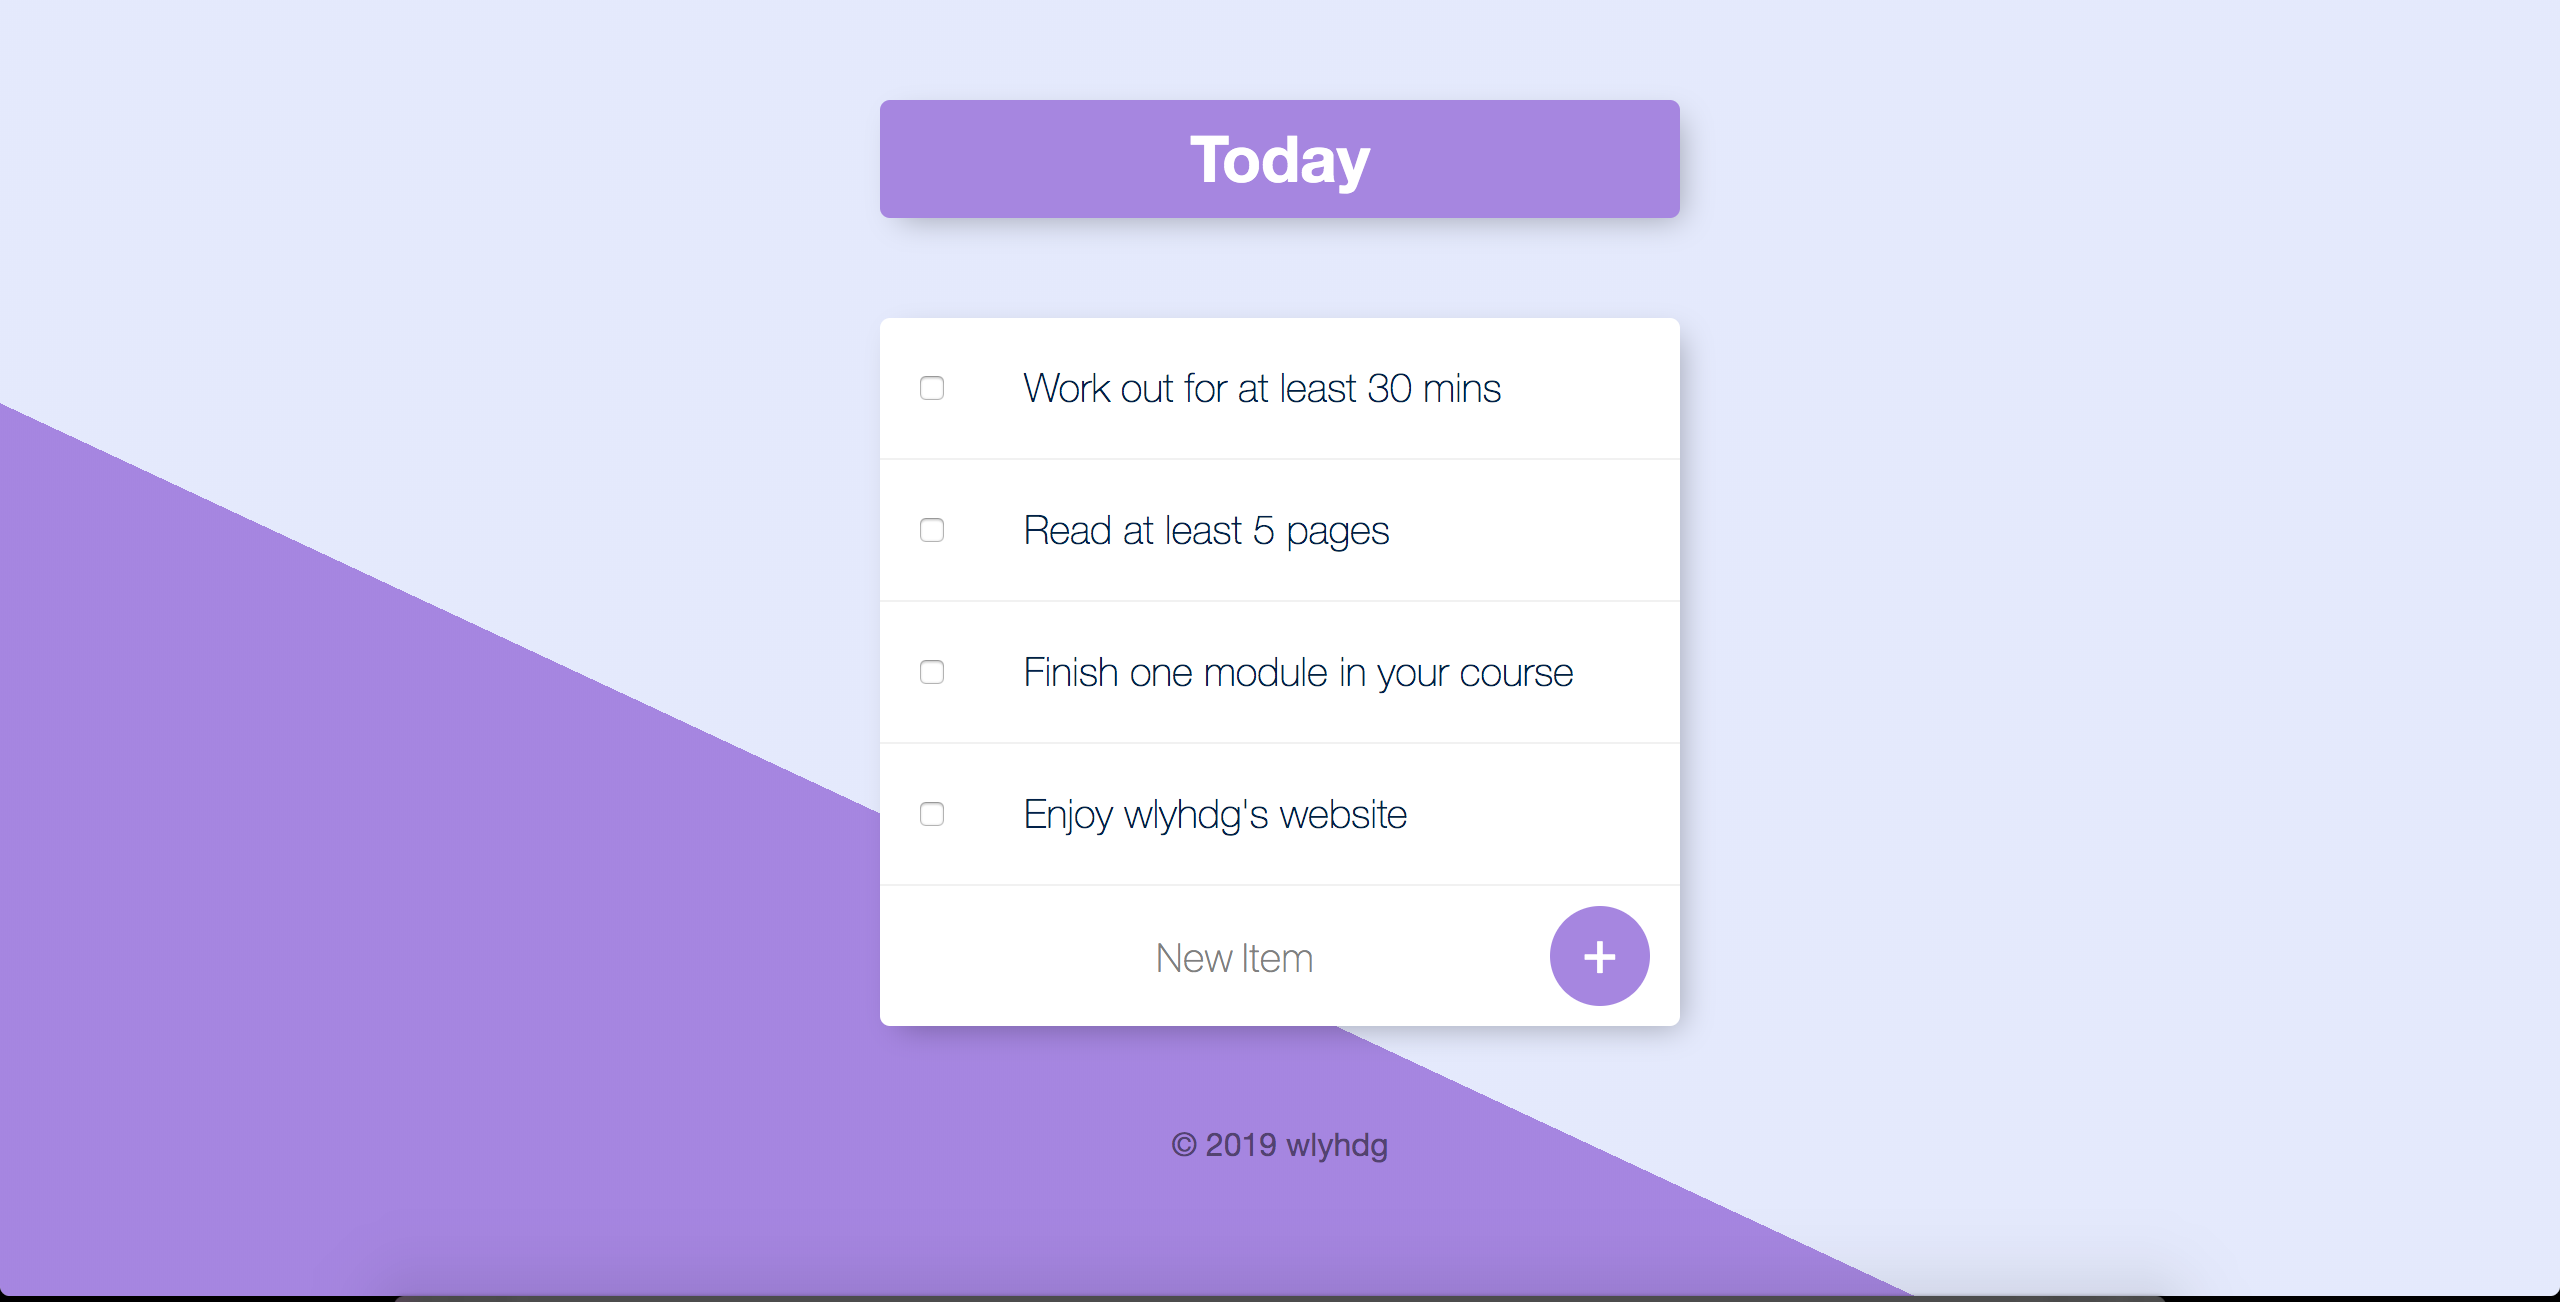 Today
Work out for at least 30 mins
Read at least 5 pages
Finish one module in your course
Enjoy wlyhdg's website
New Item
+
© 2019 wlyhdg